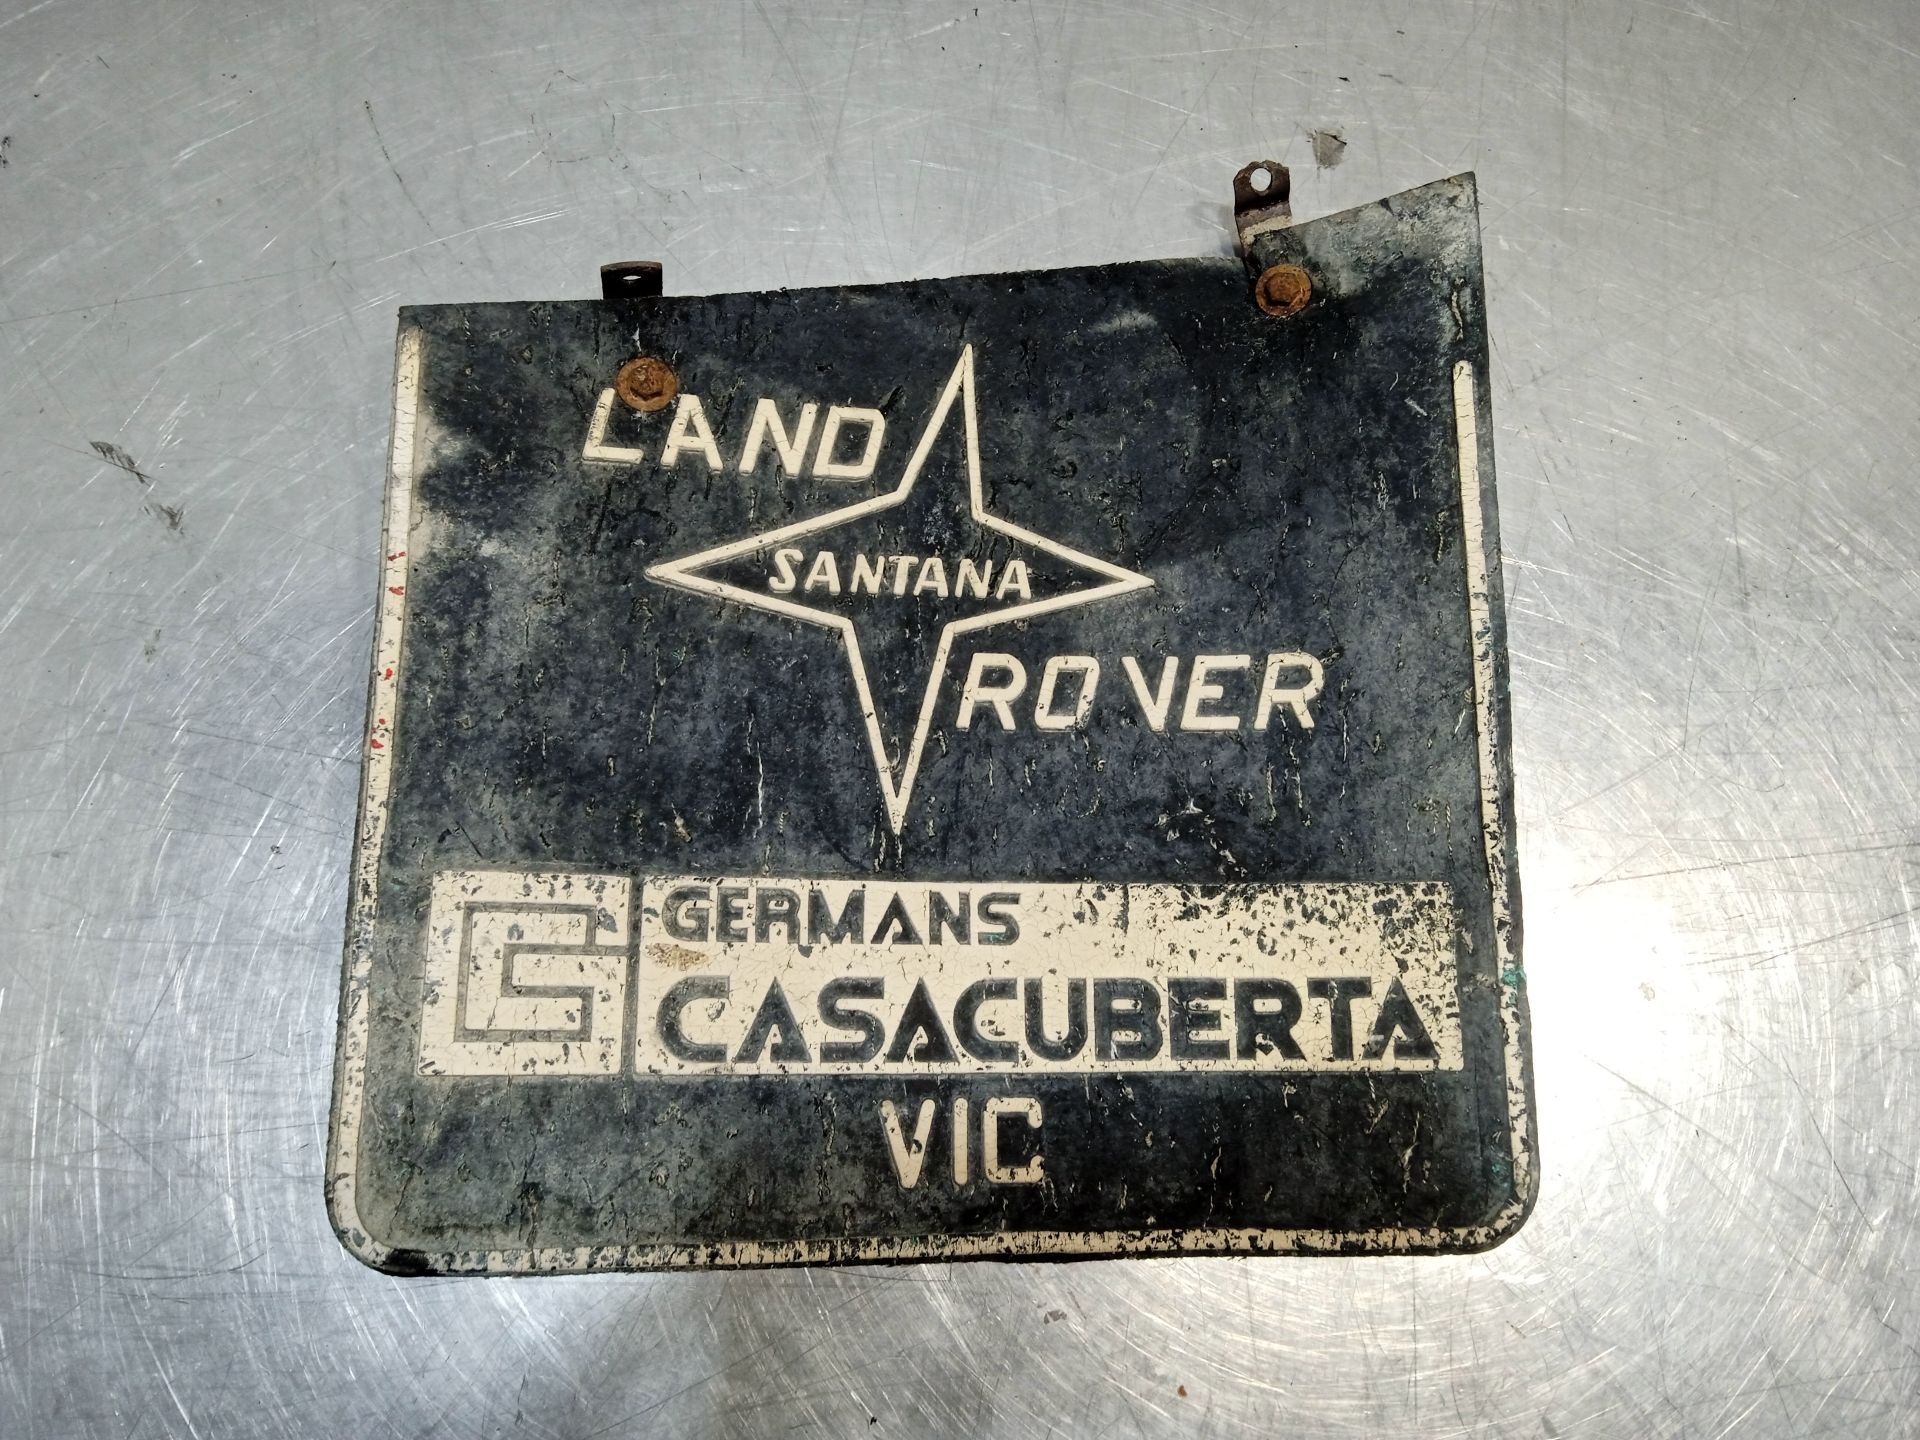 LAND
SANTANA
ROVER
GERMANS
CASACUBERTA
VIC